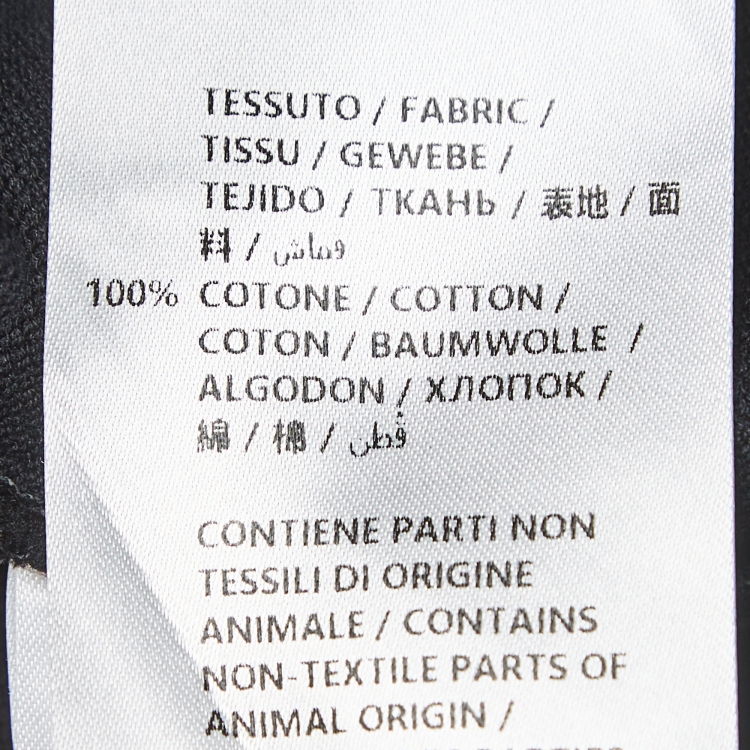 TESSUTO / FABRIC /
TISSU / GEWEBE /
TEJIDO / ТКАНЬ / 表地 / 面
料 / قماش
100% COTONE / COTTON /
COTON / BAUMWOLLE /
ALGODON / ХЛОПОК /
綿 / 棉 / قطن
CONTIENE PARTI NON
TESSILI DI ORIGINE
ANIMALE / CONTAINS
NON-TEXTILE PARTS OF
ANIMAL ORIGIN /